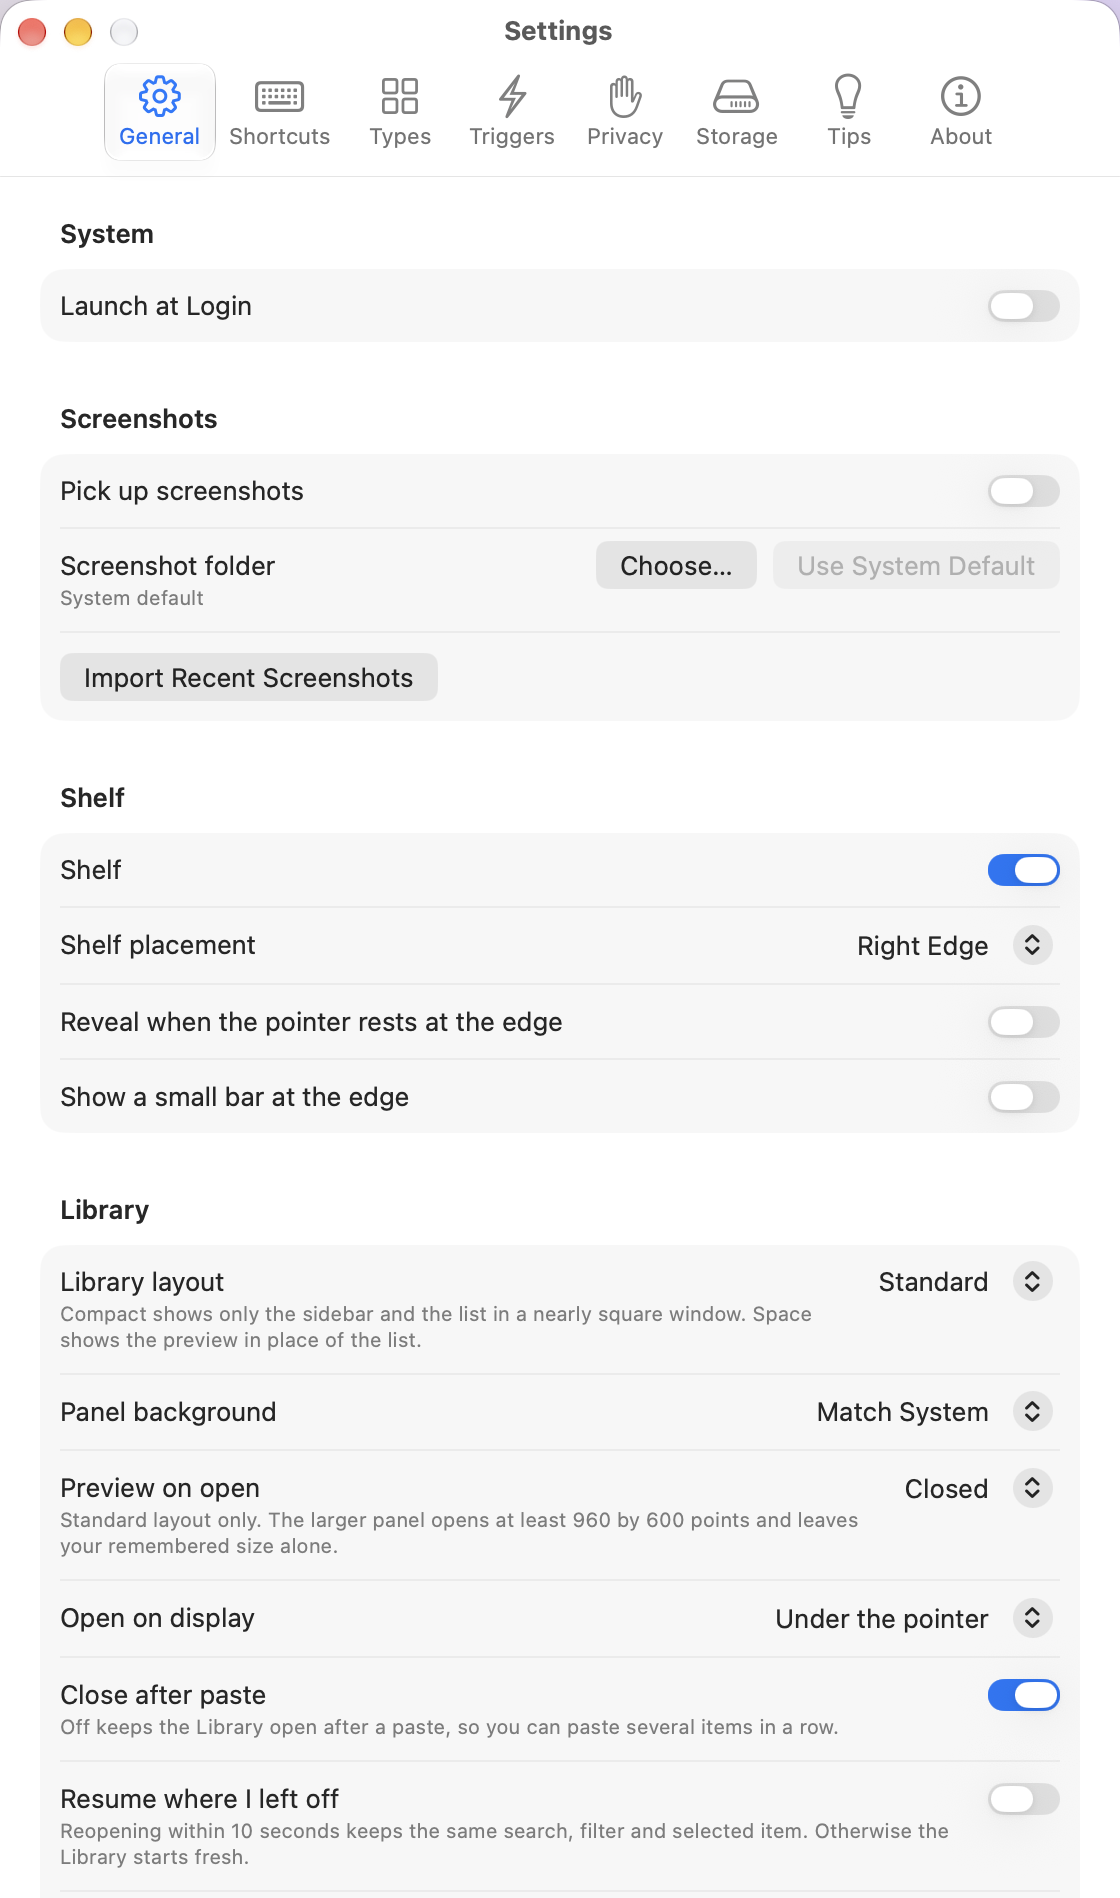 Settings
General
Shortcuts
Types
Triggers
Privacy
Storage
Tips
About
System
Launch at Login
Screenshots
Pick up screenshots
Screenshot folder
System default
Choose...
Use System Default
Import Recent Screenshots
Shelf
Shelf
Shelf placement
Right Edge
Reveal when the pointer rests at the edge
Show a small bar at the edge
Library
Library layout
Standard
Compact shows only the sidebar and the list in a nearly square window. Space
shows the preview in place of the list.
Panel background
Match System
Preview on open
Closed
Standard layout only. The larger panel opens at least 960 by 600 points and leaves
your remembered size alone.
Open on display
Under the pointer
Close after paste
Off keeps the Library open after a paste, so you can paste several items in a row.
Resume where I left off
Reopening within 10 seconds keeps the same search, filter and selected item. Otherwise the
Library starts fresh.